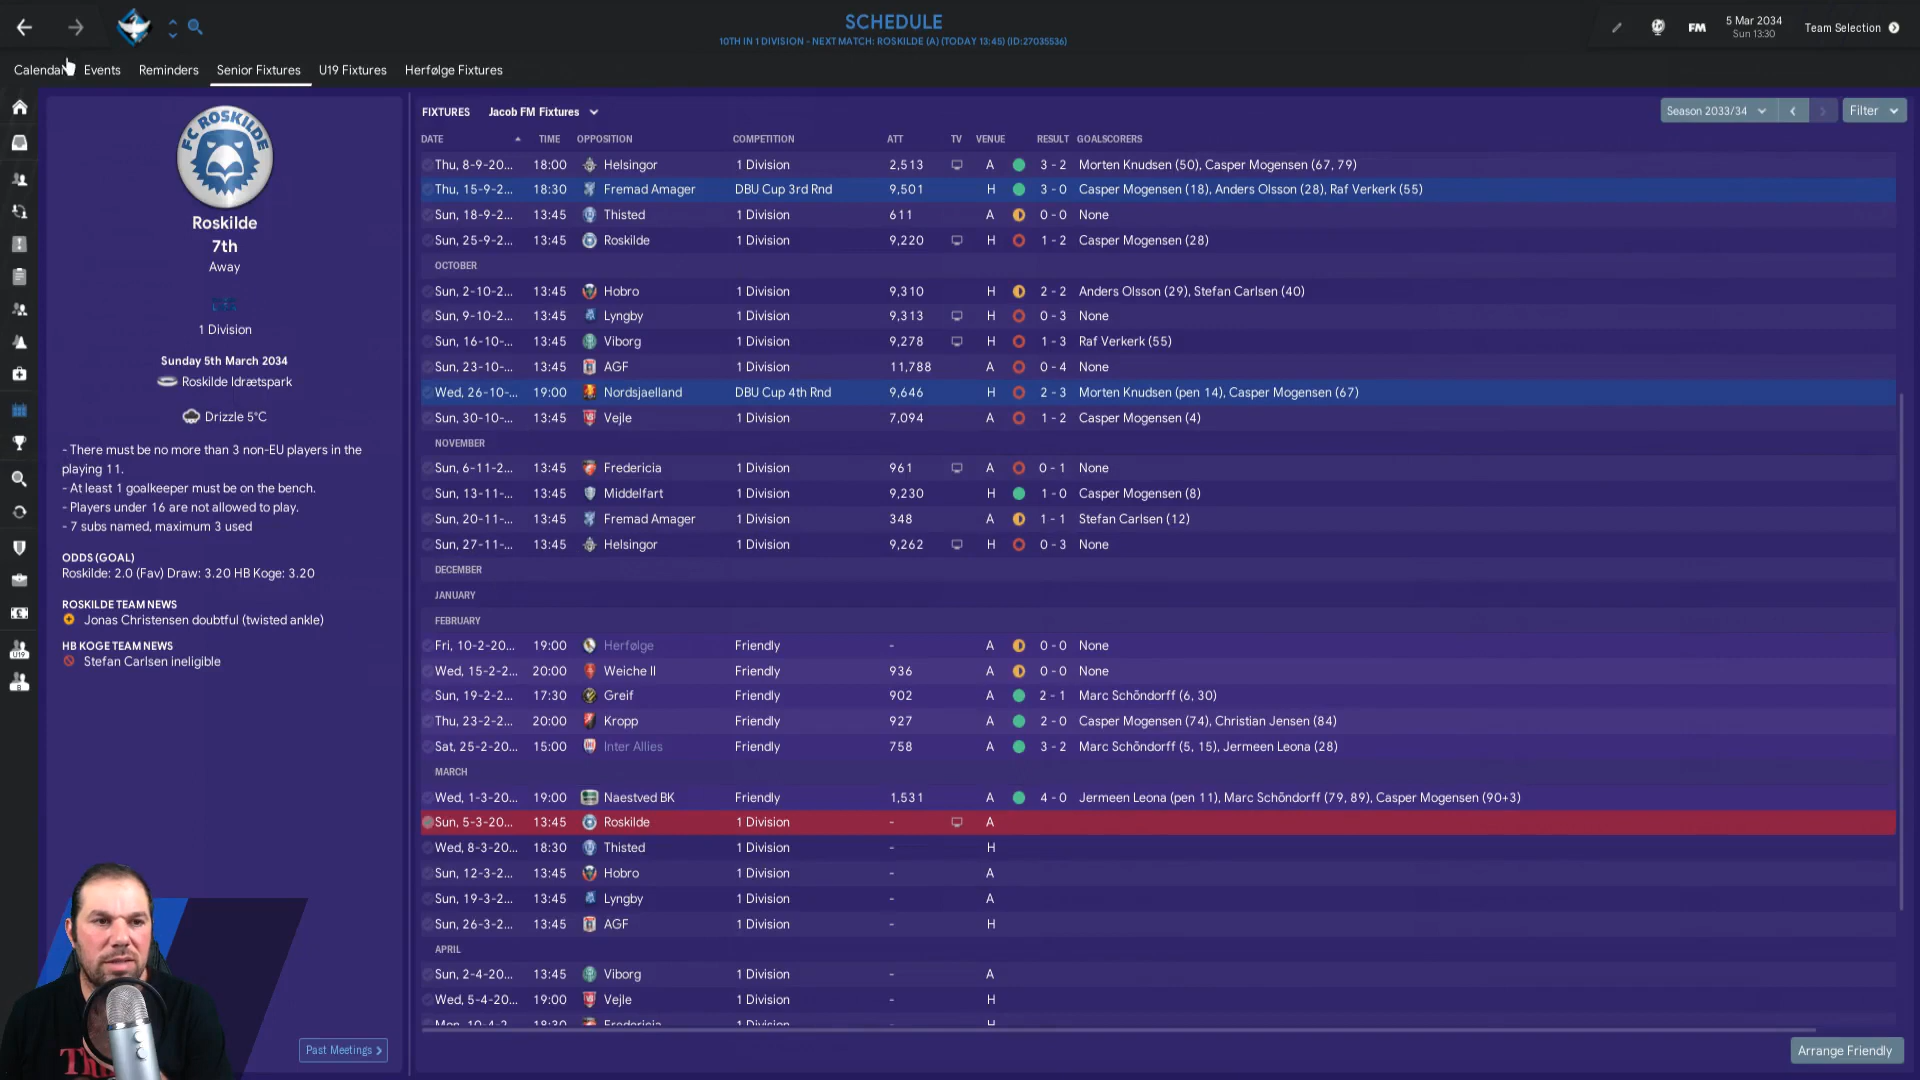 SCHEDULE
10TH IN 1 DIVISION - NEXT MATCH: ROSKILDE (A) (TODAY 13:45) (ID:27035536)
FM
5 Mar 2034
Sun 13:30
Team Selection
Calendar Events Reminders Senior Fixtures U19 Fixtures Herfølge Fixtures
FC ROSKILDE
Roskilde
7th
Away
1 Division
Sunday 5th March 2034
Roskilde Idrætspark
Drizzle 5°C
- There must be no more than 3 non-EU players in the
playing 11.
- At least 1 goalkeeper must be on the bench.
- Players under 16 are not allowed to play.
- 7 subs named, maximum 3 used
ODDS (GOAL)
Roskilde: 2.0 (Fav) Draw: 3.20 HB Koge: 3.20
ROSKILDE TEAM NEWS
Jonas Christensen doubtful (twisted ankle)
HB KOGE TEAM NEWS
Stefan Carlsen ineligible
Past Meetings
FIXTURES Jacob FM Fixtures
Season 2033/34 Filter
DATE TIME OPPOSITION COMPETITION ATT TV VENUE RESULT GOALSCORERS
Thu, 8-9-20... 18:00 Helsingor 1 Division 2,513 A 3 - 2 Morten Knudsen (50), Casper Mogensen (67, 79)
Thu, 15-9-2... 18:30 Fremad Amager DBU Cup 3rd Rnd 9,501 H 3 - 0 Casper Mogensen (18), Anders Olsson (28), Raf Verkerk (55)
Sun, 18-9-2... 13:45 Thisted 1 Division 611 A 0 - 0 None
Sun, 25-9-2... 13:45 Roskilde 1 Division 9,220 H 1 - 2 Casper Mogensen (28)
OCTOBER
Sun, 2-10-2... 13:45 Hobro 1 Division 9,310 H 2 - 2 Anders Olsson (29), Stefan Carlsen (40)
Sun, 9-10-2... 13:45 Lyngby 1 Division 9,313 H 0 - 3 None
Sun, 16-10-... 13:45 Viborg 1 Division 9,278 H 1 - 3 Raf Verkerk (55)
Sun, 23-10-... 13:45 AGF 1 Division 11,788 A 0 - 4 None
Wed, 26-10-... 19:00 Nordsjaelland DBU Cup 4th Rnd 9,646 H 2 - 3 Morten Knudsen (pen 14), Casper Mogensen (67)
Sun, 30-10-... 13:45 Vejle 1 Division 7,094 A 1 - 2 Casper Mogensen (4)
NOVEMBER
Sun, 6-11-2... 13:45 Fredericia 1 Division 961 A 0 - 1 None
Sun, 13-11-... 13:45 Middelfart 1 Division 9,230 H 1 - 0 Casper Mogensen (8)
Sun, 20-11-... 13:45 Fremad Amager 1 Division 348 A 1 - 1 Stefan Carlsen (12)
Sun, 27-11-... 13:45 Helsingor 1 Division 9,262 H 0 - 3 None
DECEMBER
JANUARY
FEBRUARY
Fri, 10-2-20... 19:00 Herfølge Friendly - A 0 - 0 None
Wed, 15-2-2... 20:00 Weiche II Friendly 936 A 0 - 0 None
Sun, 19-2-2... 17:30 Greif Friendly 902 A 2 - 1 Marc Schöndorff (6, 30)
Thu, 23-2-2... 20:00 Kropp Friendly 927 A 2 - 0 Casper Mogensen (74), Christian Jensen (84)
Sat, 25-2-20... 15:00 Inter Allies Friendly 758 A 3 - 2 Marc Schöndorff (5, 15), Jermeen Leona (28)
MARCH
Wed, 1-3-20... 19:00 Naestved BK Friendly 1,531 A 4 - 0 Jermeen Leona (pen 11), Marc Schöndorff (79, 89), Casper Mogensen (90+3)
Sun, 5-3-20... 13:45 Roskilde 1 Division - A
Wed, 8-3-20... 18:30 Thisted 1 Division - H
Sun, 12-3-2... 13:45 Hobro 1 Division - A
Sun, 19-3-2... 13:45 Lyngby 1 Division - A
Sun, 26-3-2... 13:45 AGF 1 Division - H
APRIL
Sun, 2-4-20... 13:45 Viborg 1 Division - A
Wed, 5-4-20... 19:00 Vejle 1 Division - H
Mon, 10-4-2... 18:30 Fredericia 1 Division - H
Arrange Friendly